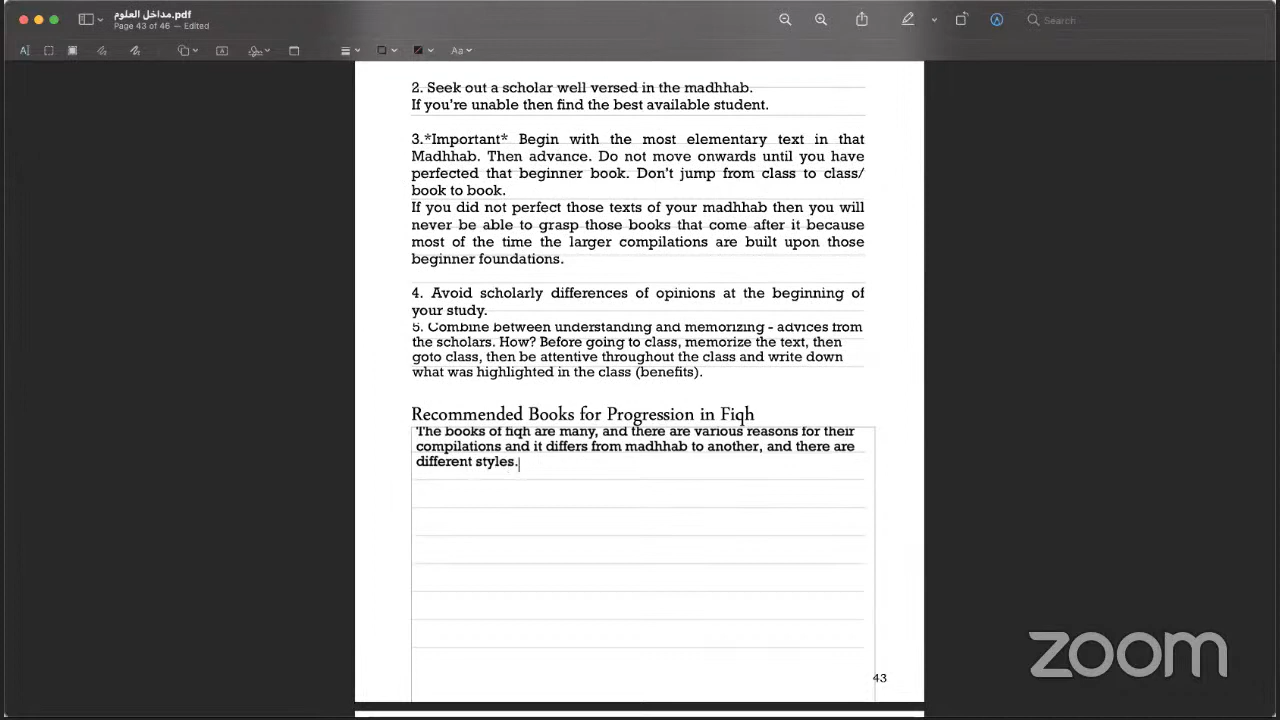 مداخل العلوم.pdf
Page 43 of 46 — Edited
Search
Aa
2. Seek out a scholar well versed in the madhhab.
If you're unable then find the best available student.
3.*Important* Begin with the most elementary text in that
Madhhab. Then advance. Do not move onwards until you have
perfected that beginner book. Don't jump from class to class/
book to book.
If you did not perfect those texts of your madhhab then you will
never be able to grasp those books that come after it because
most of the time the larger compilations are built upon those
beginner foundations.
4. Avoid scholarly differences of opinions at the beginning of
your study.
5. Combine between understanding and memorizing - advices from
the scholars. How? Before going to class, memorize the text, then
goto class, then be attentive throughout the class and write down
what was highlighted in the class (benefits).
Recommended Books for Progression in Fiqh
The books of fiqh are many, and there are various reasons for their
compilations and it differs from madhhab to another, and there are
different styles.
43
zoom